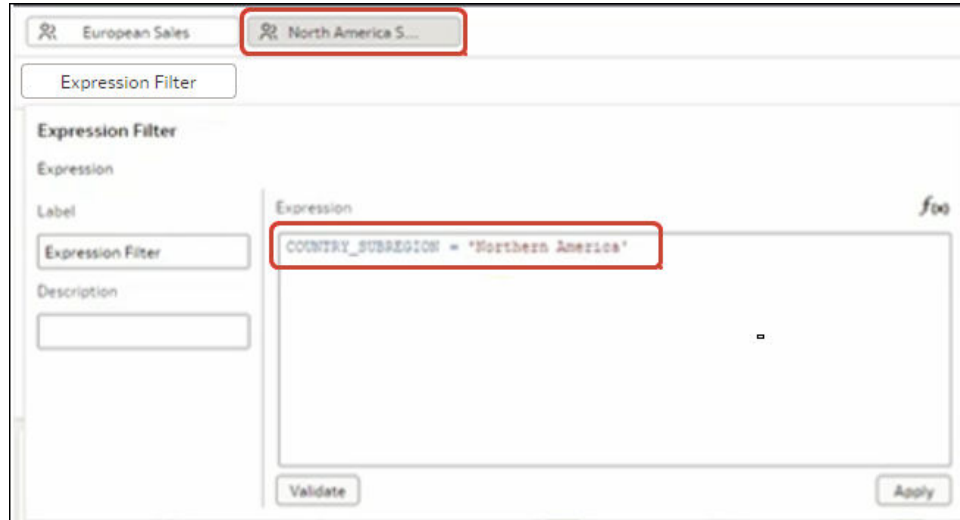 European Sales
North America S...
Expression Filter
Expression Filter
Expression
Label
Expression
f(x)
Expression Filter
COUNTRY_SUBREGION = 'Northern America'
Description
Validate
Apply